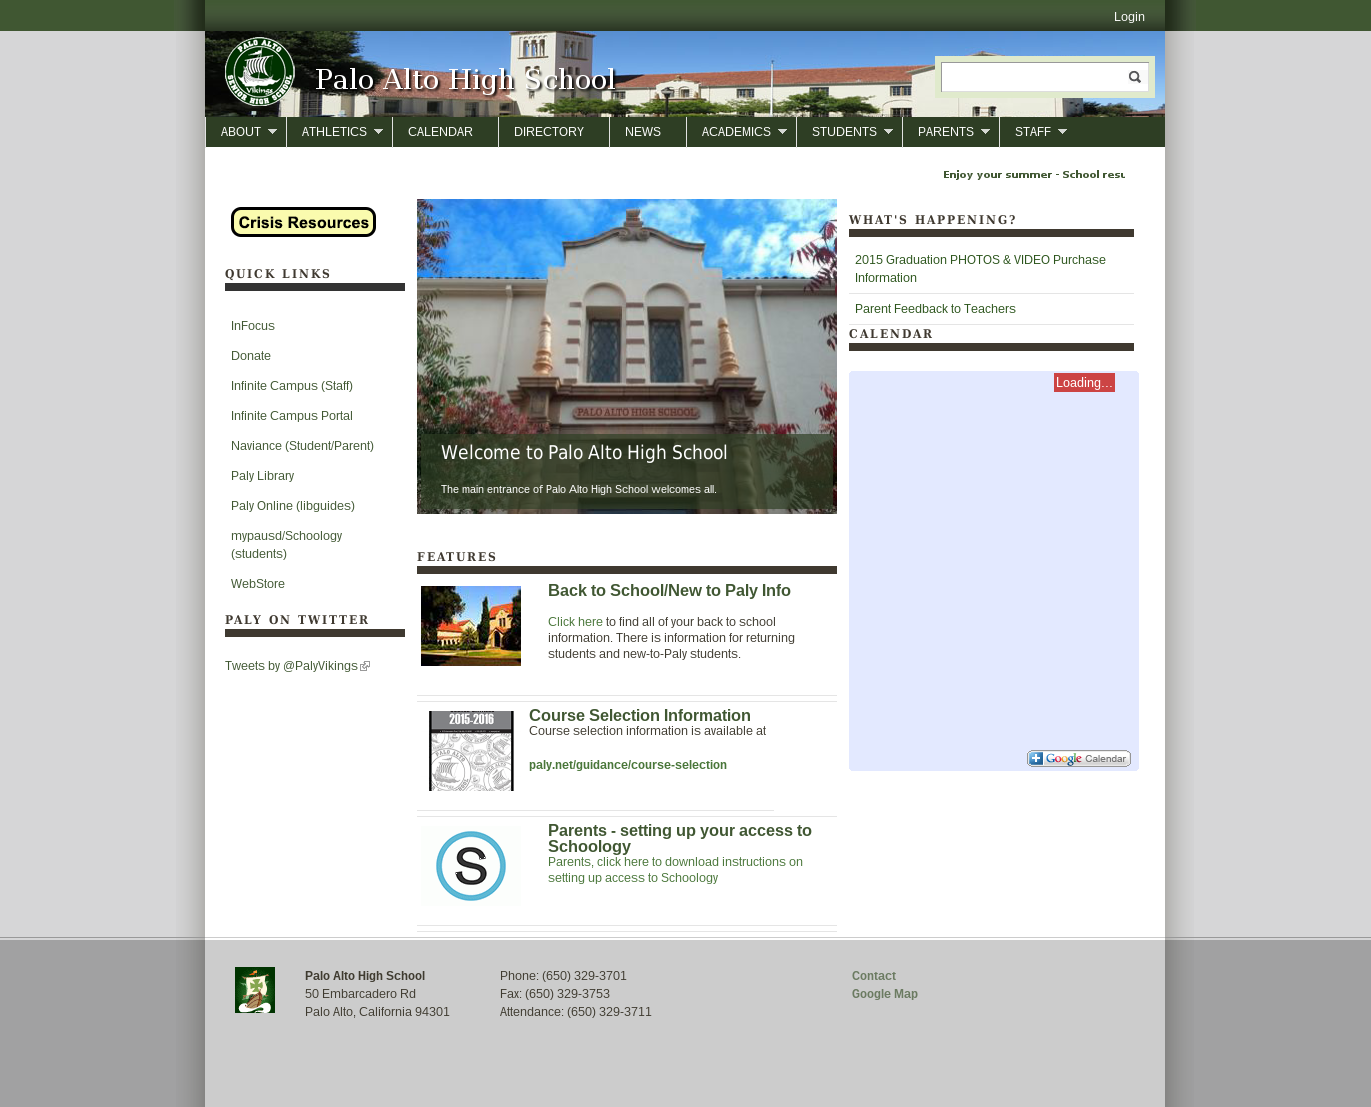 Login
PALO ALTO
Vikings
SENIOR HIGH SCHOOL
Palo Alto High School
ABOUT
ATHLETICS
CALENDAR
DIRECTORY
NEWS
ACADEMICS
STUDENTS
PARENTS
STAFF
Enjoy your summer - School resu
Crisis Resources
QUICK LINKS
InFocus
Donate
Infinite Campus (Staff)
Infinite Campus Portal
Naviance (Student/Parent)
Paly Library
Paly Online (libguides)
mypausd/Schoology
(students)
WebStore
PALY ON TWITTER
Tweets by @PalyVikings
PALO ALTO HIGH SCHOOL
Welcome to Palo Alto High School
The main entrance of Palo Alto High School welcomes all.
FEATURES
Back to School/New to Paly Info
Click here to find all of your back to school
information. There is information for returning
students and new-to-Paly students.
2015-2016
Course Selection Information
Course selection information is available at
paly.net/guidance/course-selection
S
Parents - setting up your access to
Schoology
Parents, click here to download instructions on
setting up access to Schoology
WHAT'S HAPPENING?
2015 Graduation PHOTOS & VIDEO Purchase
Information
Parent Feedback to Teachers
CALENDAR
Loading...
Google Calendar
Palo Alto High School
50 Embarcadero Rd
Palo Alto, California 94301
Phone: (650) 329-3701
Fax: (650) 329-3753
Attendance: (650) 329-3711
Contact
Google Map